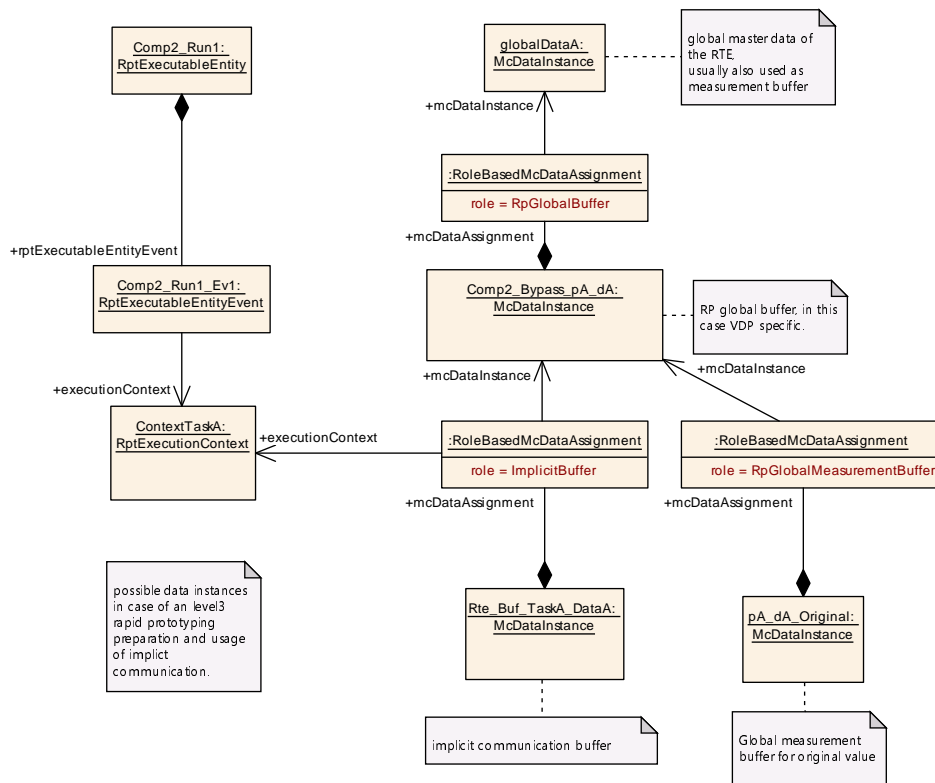 Comp2_Run1:
RptExecutableEntity
globalDataA:
McDataInstance
global master data of
the RTE,
usually also used as
measurement buffer
+mcDataInstance
:RoleBasedMcDataAssignment
role = RpGlobalBuffer
+mcDataAssignment
+rptExecutableEntityEvent
Comp2_Run1_Ev1:
RptExecutableEntityEvent
Comp2_Bypass_pA_dA:
McDataInstance
RP global buffer, in this
case VDP specific.
+mcDataInstance
+mcDataInstance
+executionContext
ContextTaskA:
RptExecutionContext
+executionContext
:RoleBasedMcDataAssignment
role = ImplicitBuffer
:RoleBasedMcDataAssignment
role = RpGlobalMeasurementBuffer
+mcDataAssignment
+mcDataAssignment
possible data instances
in case of an level3
rapid prototyping
preparation and usage
of implict
communication.
Rte_Buf_TaskA_DataA:
McDataInstance
pA_dA_Original:
McDataInstance
implicit communication buffer
Global measurement
buffer for original value